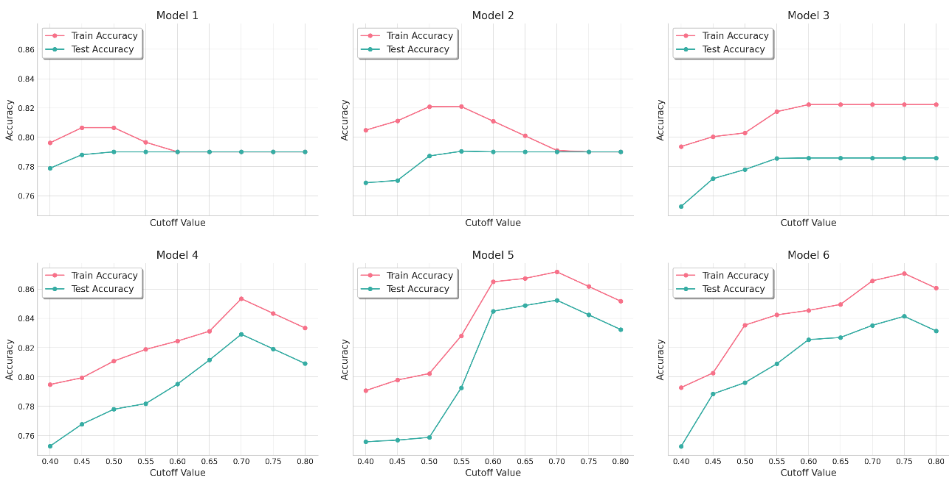 Model 1
Train Accuracy
Test Accuracy
0.86
0.84
0.82
0.80
0.78
0.76
Accuracy
Cutoff Value
Model 2
Train Accuracy
Test Accuracy
Accuracy
Cutoff Value
Model 3
Train Accuracy
Test Accuracy
Accuracy
Cutoff Value
Model 4
Train Accuracy
Test Accuracy
0.86
0.84
0.82
0.80
0.78
0.76
Accuracy
0.40 0.45 0.50 0.55 0.60 0.65 0.70 0.75 0.80
Cutoff Value
Model 5
Train Accuracy
Test Accuracy
Accuracy
0.40 0.45 0.50 0.55 0.60 0.65 0.70 0.75 0.80
Cutoff Value
Model 6
Train Accuracy
Test Accuracy
Accuracy
0.40 0.45 0.50 0.55 0.60 0.65 0.70 0.75 0.80
Cutoff Value